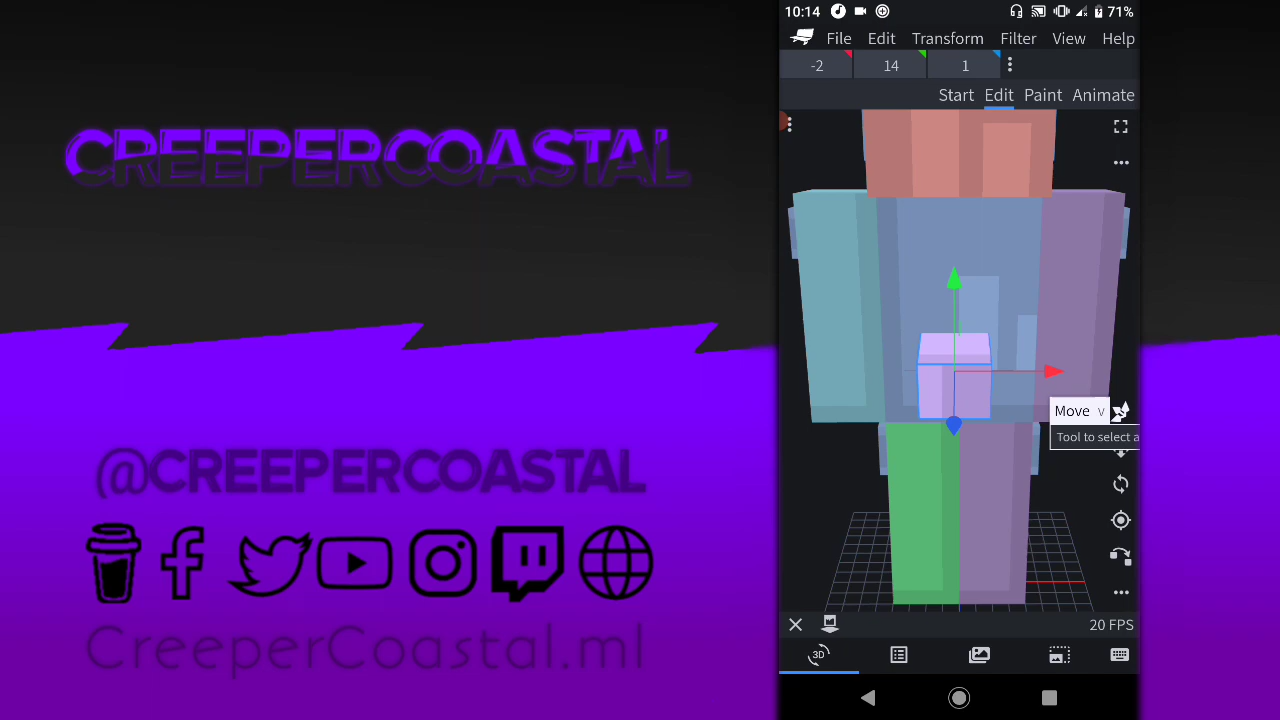 CREEPERCOASTAL
@CREEPERCOASTAL
CreeperCoastal.ml
10:14
71%
File Edit Transform Filter View Help
-2 14 1
Start Edit Paint Animate
Move v
Tool to select a
20 FPS
3D